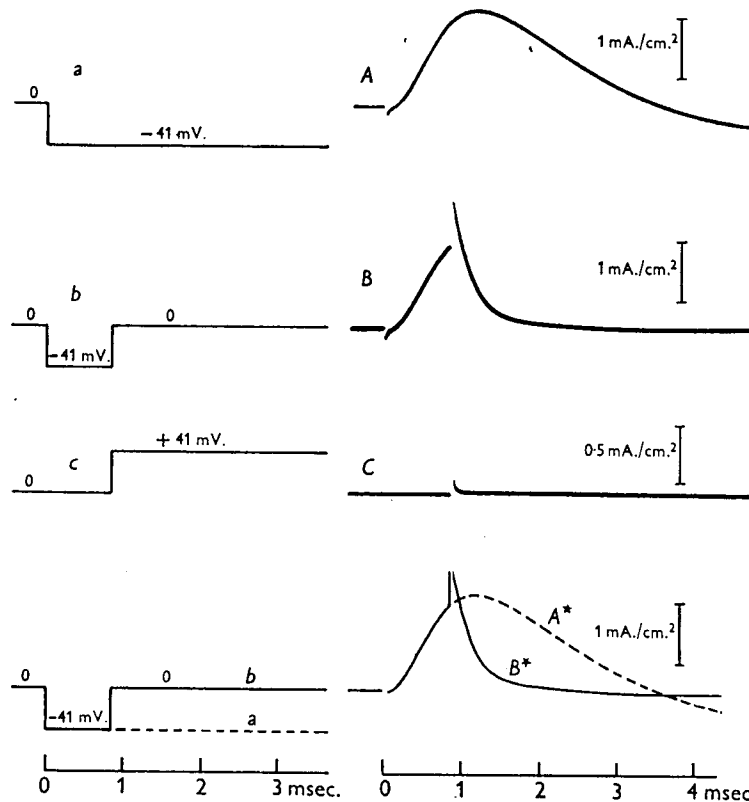 a
0
− 41 mV.
A
1 mA./cm.²
b
0
0
−41 mV.
B
1 mA./cm.²
c
0
+ 41 mV.
C
0·5 mA./cm.²
0
0
b
−41 mV.
a
A*
B*
1 mA./cm.²
0 1 2 3 msec.
0 1 2 3 4 msec.